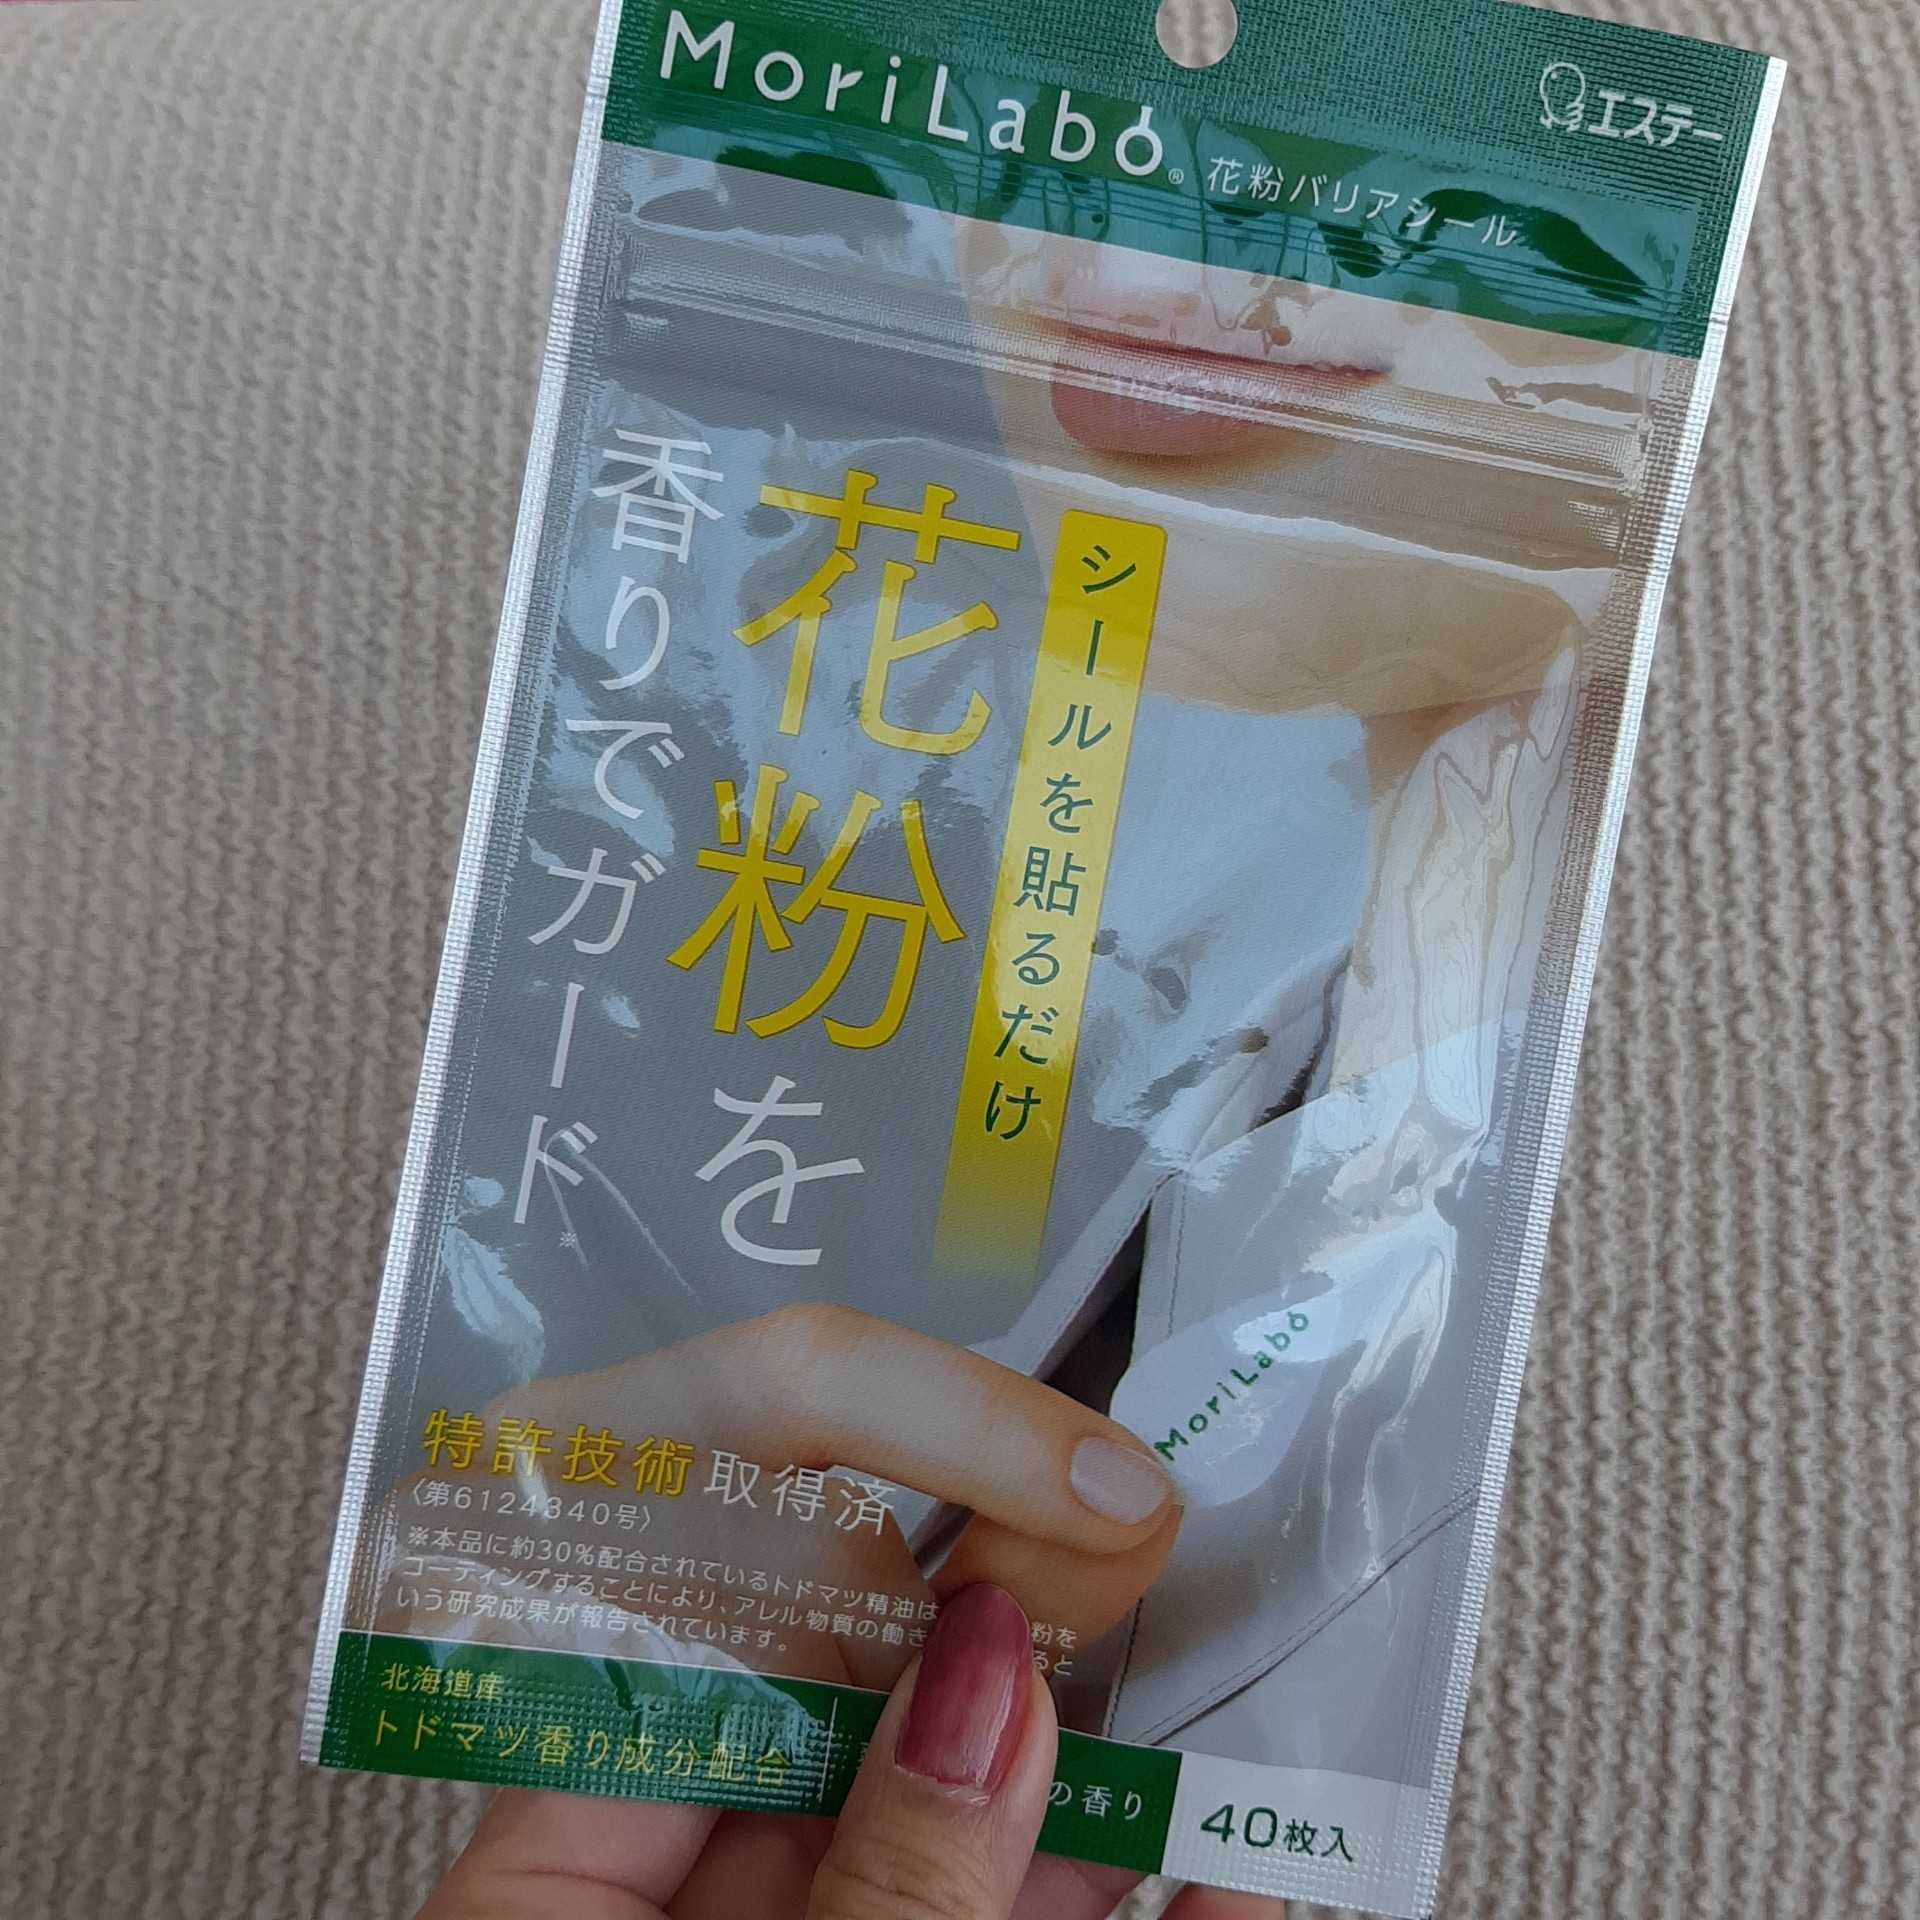 MoriLabo® 花粉バリアシール
エステー
シールを貼るだけ
花粉を
香りでガード※
MoriLabo
特許技術取得済
〈第6124340号〉
※本品に約30%配合されているトドマツ精油は 粉を
コーティングすることにより、アレル物質の働き ると
いう研究成果が報告されています。
北海道産
トドマツ香り成分配合
の香り
40枚入